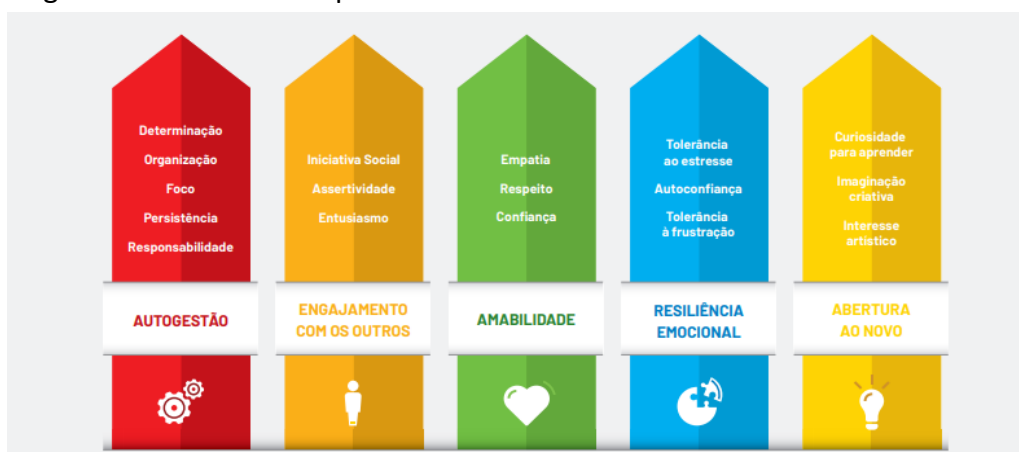 Determinação
Organização
Foco
Persistência
Responsabilidade
AUTOGESTÃO
Iniciativa Social
Assertividade
Entusiasmo
ENGAJAMENTO
COM OS OUTROS
Empatia
Respeito
Confiança
AMABILIDADE
Tolerância
ao estresse
Autoconfiança
Tolerância
à frustração
RESILIÊNCIA
EMOCIONAL
Curiosidade
para aprender
Imaginação
criativa
Interesse
artístico
ABERTURA
AO NOVO